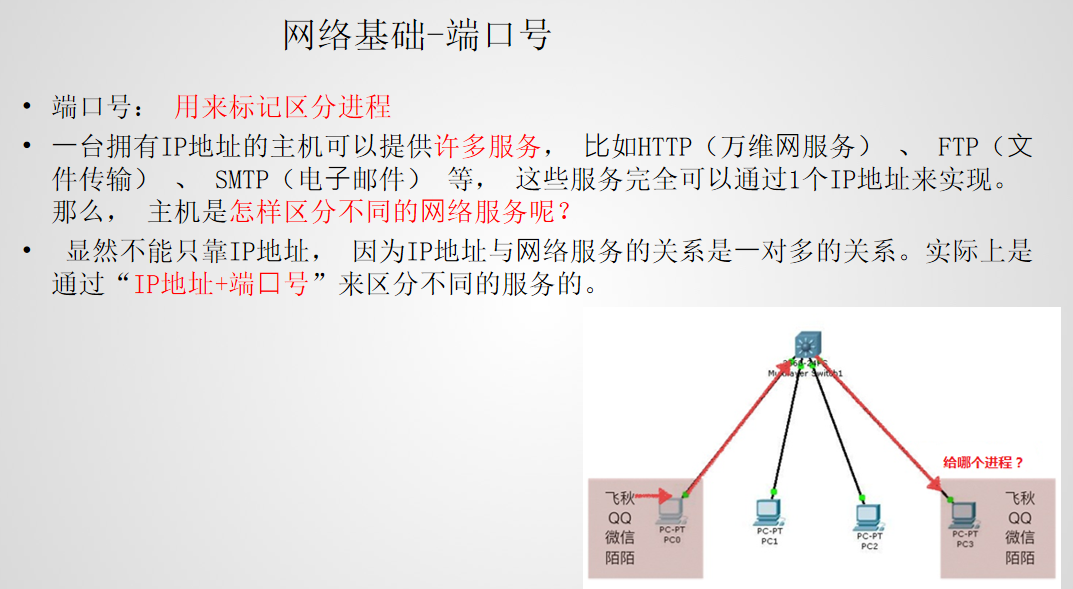 网络基础-端口号
• 端口号： 用来标记区分进程
• 一台拥有IP地址的主机可以提供许多服务， 比如HTTP（万维网服务） 、 FTP（文
件传输） 、 SMTP（电子邮件） 等， 这些服务完全可以通过1个IP地址来实现。
那么， 主机是怎样区分不同的网络服务呢？
• 显然不能只靠IP地址， 因为IP地址与网络服务的关系是一对多的关系。实际上是
通过“IP地址+端口号”来区分不同的服务的。
Multilayer Switch1
给哪个进程？
飞秋
QQ
微信
陌陌
PC-PT
PC0
PC-PT
PC1
PC-PT
PC2
PC-PT
PC3
飞秋
QQ
微信
陌陌